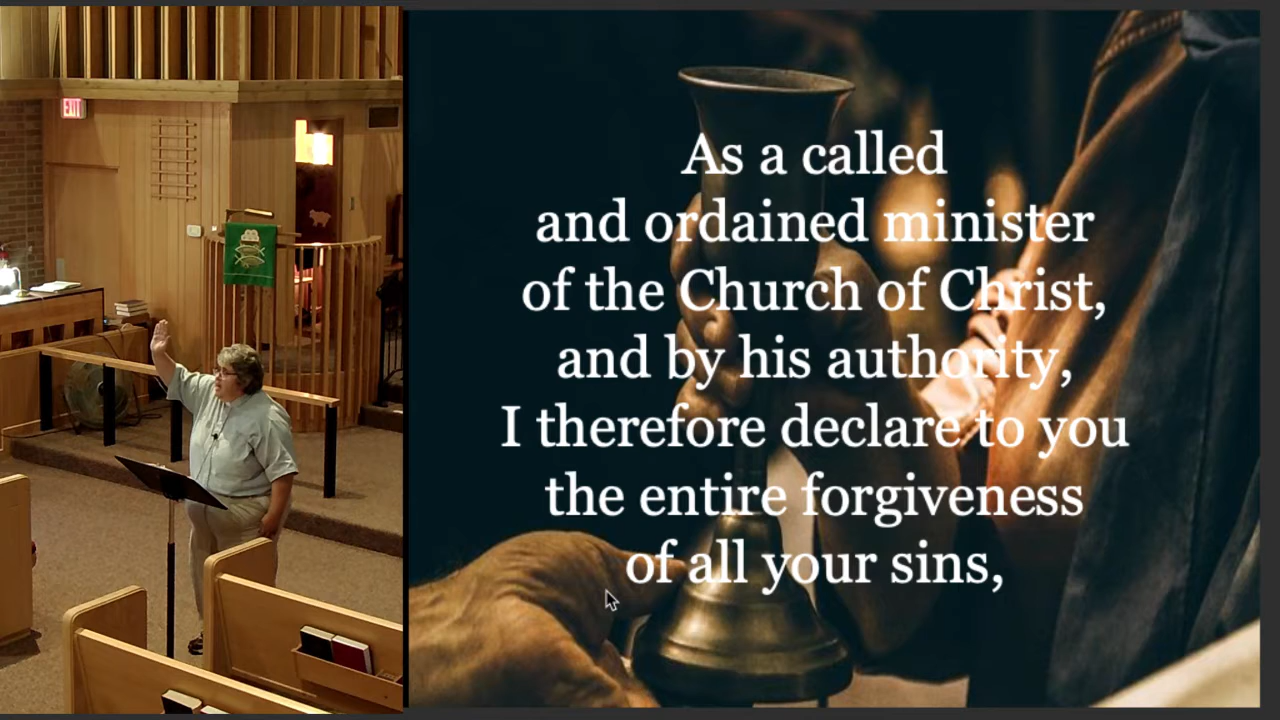 EXIT
As a called
and ordained minister
of the Church of Christ,
and by his authority,
I therefore declare to you
the entire forgiveness
of all your sins,